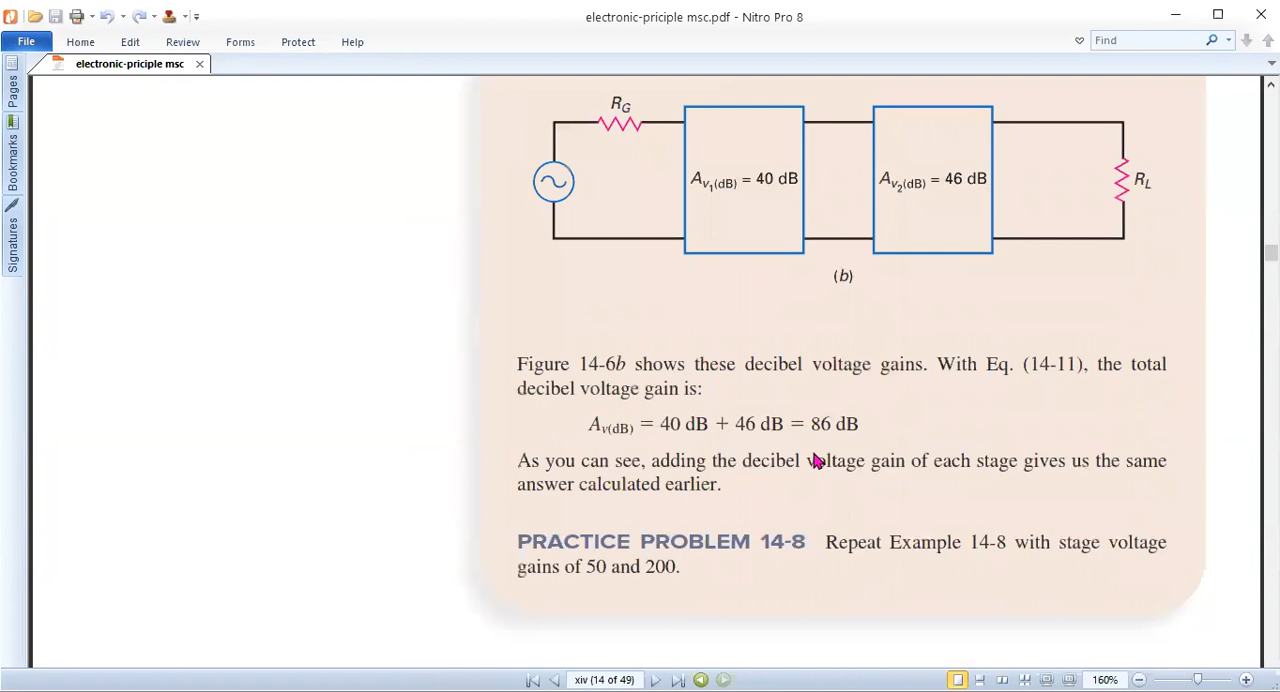 electronic-priciple msc.pdf - Nitro Pro 8
File Home Edit Review Forms Protect Help
Find
electronic-priciple msc
Pages
Bookmarks
Signatures
R_G
A_v₁(dB) = 40 dB
A_v₂(dB) = 46 dB
R_L
(b)
Figure 14-6b shows these decibel voltage gains. With Eq. (14-11), the total
decibel voltage gain is:
A_v(dB) = 40 dB + 46 dB = 86 dB
As you can see, adding the decibel voltage gain of each stage gives us the same
answer calculated earlier.
PRACTICE PROBLEM 14-8 Repeat Example 14-8 with stage voltage
gains of 50 and 200.
xiv (14 of 49)
160%